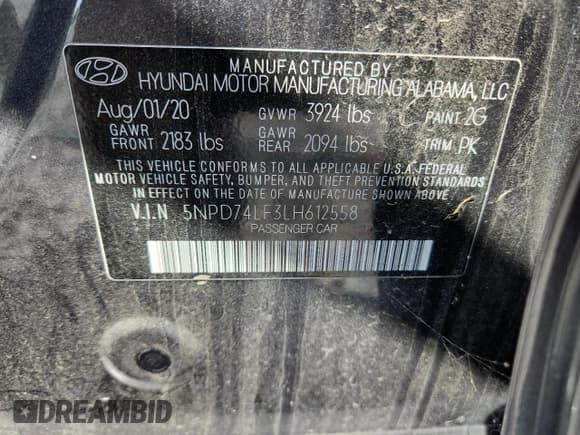 MANUFACTURED BY
HYUNDAI MOTOR MANUFACTURING ALABAMA, LLC
Aug/01/20 GVWR 3924 lbs PAINT 2G
GAWR FRONT 2183 lbs GAWR REAR 2094 lbs TRIM PK
THIS VEHICLE CONFORMS TO ALL APPLICABLE U.S.A. FEDERAL
MOTOR VEHICLE SAFETY, BUMPER, AND THEFT PREVENTION STANDARDS
IN EFFECT ON THE DATE OF MANUFACTURE SHOWN ABOVE.
V.I.N 5NPD74LF3LH612558
PASSENGER CAR
DREAMBID